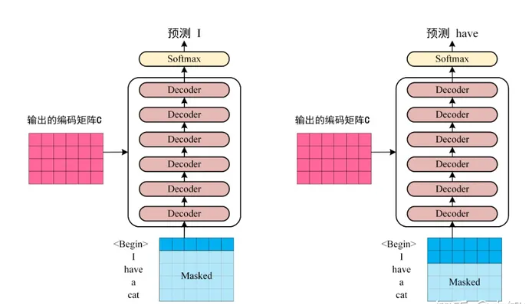 预测 I
Softmax
Decoder
Decoder
Decoder
Decoder
Decoder
Decoder
输出的编码矩阵C
<Begin>
I
have
a
cat
Masked
预测 have
Softmax
Decoder
Decoder
Decoder
Decoder
Decoder
Decoder
输出的编码矩阵C
<Begin>
I
have
a
cat
Masked